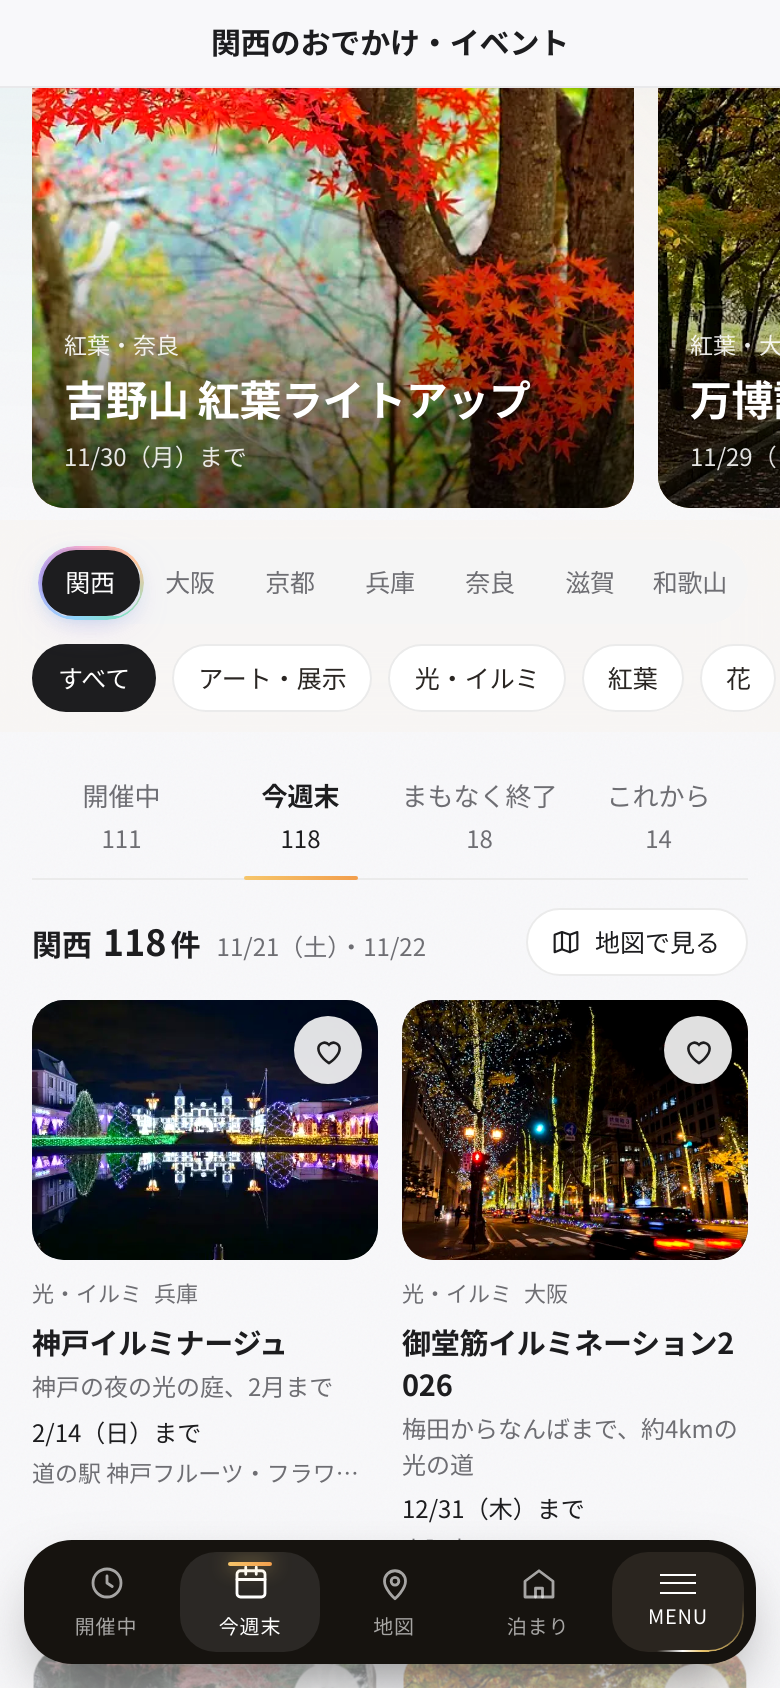 関西のおでかけ・イベント
紅葉・奈良
吉野山 紅葉ライトアップ
11/30（月）まで
紅葉・大
万博
11/29（
関西
大阪
京都
兵庫
奈良
滋賀
和歌山
すべて
アート・展示
光・イルミ
紅葉
花
開催中
111
今週末
118
まもなく終了
18
これから
14
関西 118件 11/21（土）・11/22
地図で見る
光・イルミ 兵庫
神戸イルミナージュ
神戸の夜の光の庭、2月まで
2/14（日）まで
道の駅 神戸フルーツ・フラワ…
光・イルミ 大阪
御堂筋イルミネーション2
026
梅田からなんばまで、約4kmの
光の道
12/31（木）まで
開催中
今週末
地図
泊まり
MENU